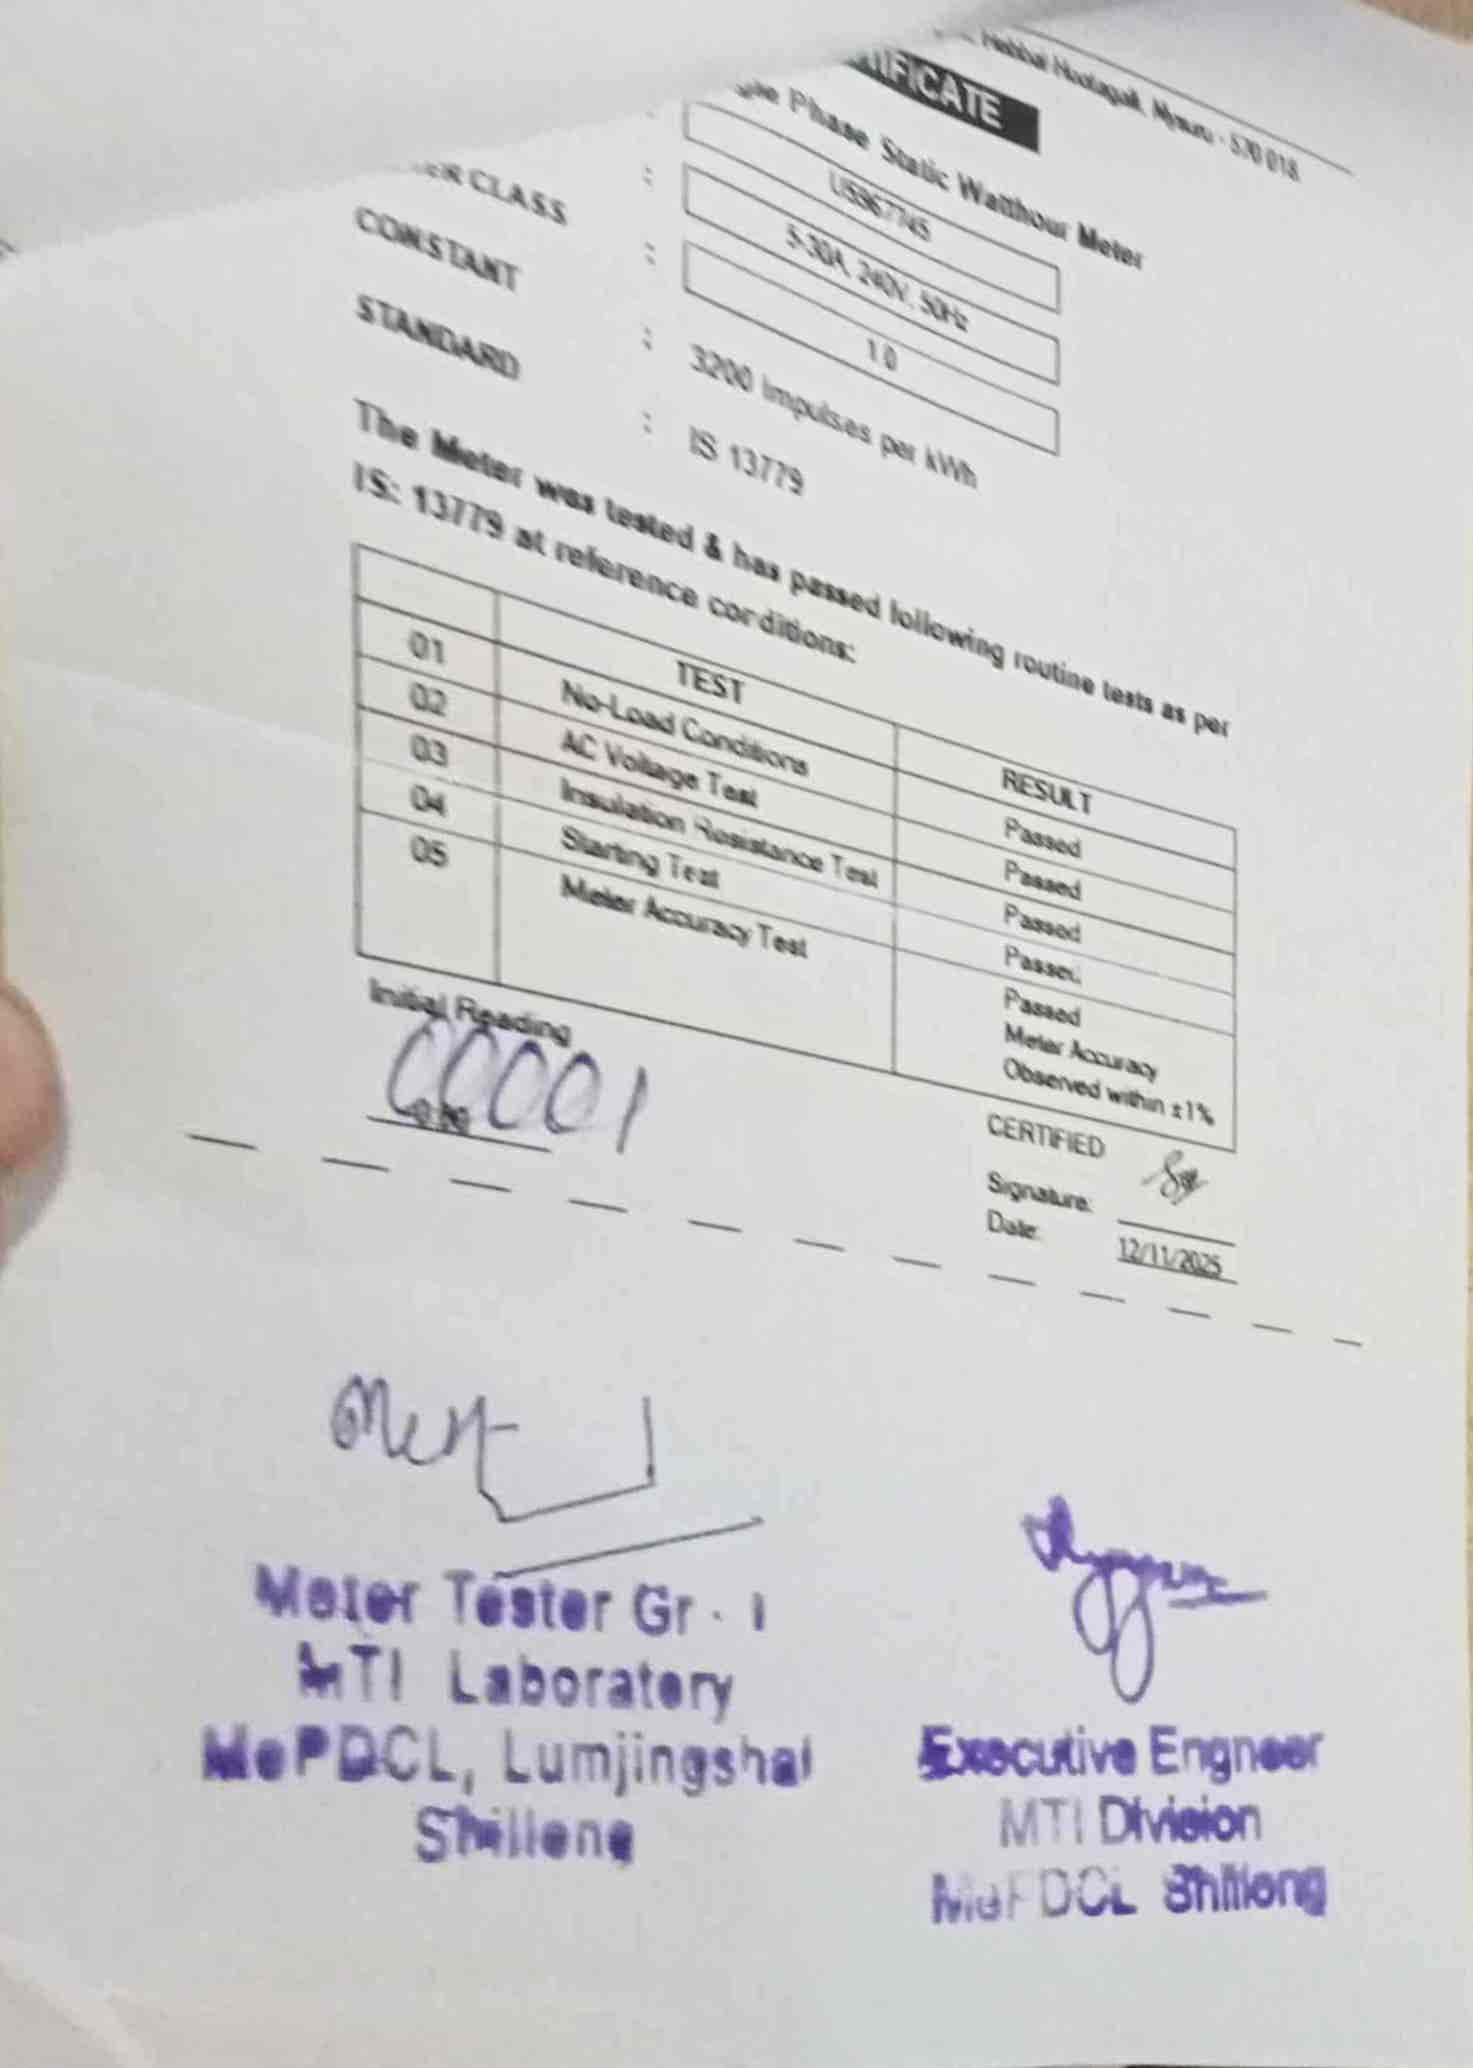 Hootagalli, Mysuru - 570 018
TIFICATE
Phase Static Watthour Meter
: U5967745
ER CLASS : 5-30A, 240V, 50Hz
: 1.0
CONSTANT : 3200 Impulses per kWh
STANDARD : IS 13779
The Meter was tested & has passed following routine tests as per
IS: 13779 at reference conditions:
TEST RESULT
01 No-Load Conditions Passed
02 AC Voltage Test Passed
03 Insulation Resistance Test Passed
04 Starting Test Passed
05 Meter Accuracy Test Passed
Meter Accuracy
Observed within ±1%
Initial Reading
00001
CERTIFIED
Signature:
Date: 12/11/2025
Meter Tester Gr - I
MTI Laboratory
MePDCL, Lumjingshai
Shillong
Executive Engneer
MTI Division
MePDCL Shillong